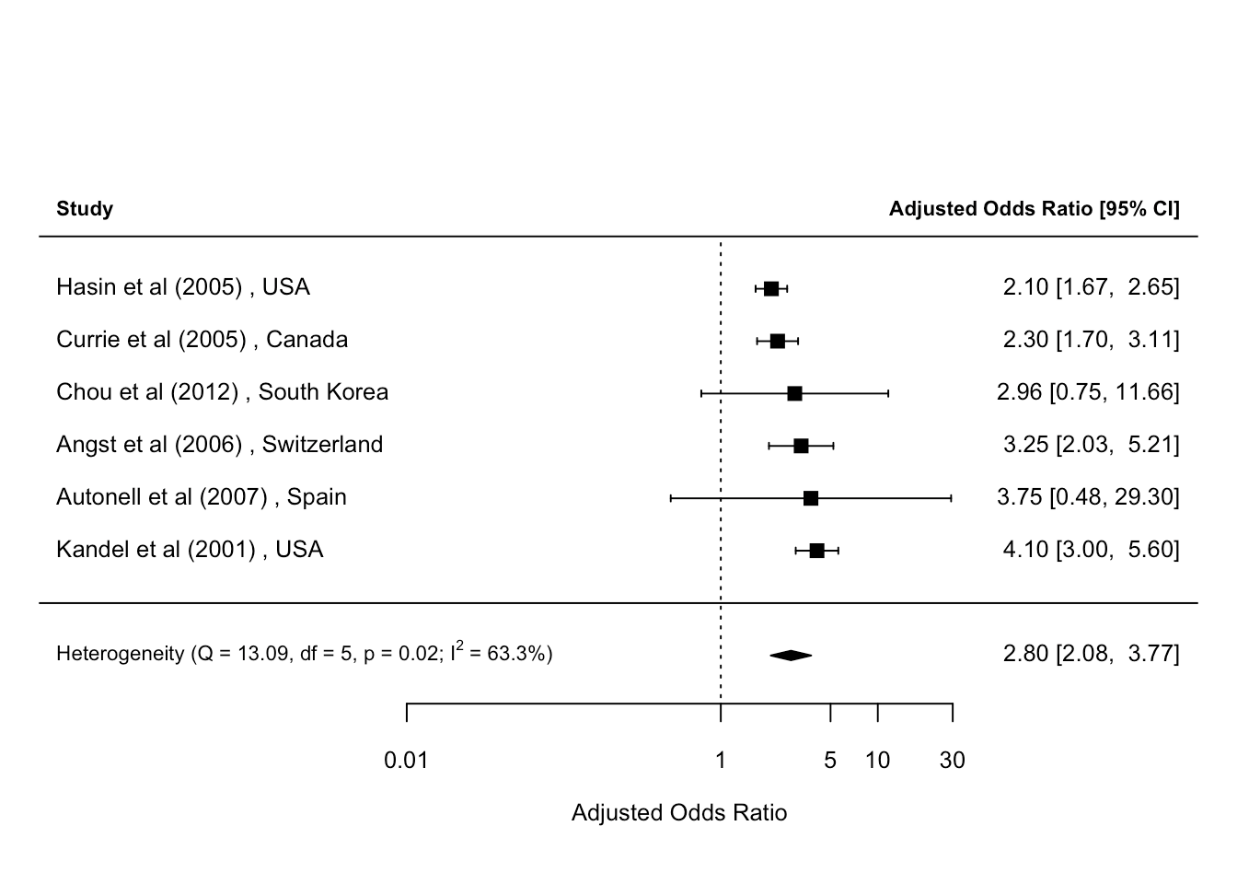 Study Adjusted Odds Ratio [95% CI]
Hasin et al (2005) , USA 2.10 [1.67, 2.65]
Currie et al (2005) , Canada 2.30 [1.70, 3.11]
Chou et al (2012) , South Korea 2.96 [0.75, 11.66]
Angst et al (2006) , Switzerland 3.25 [2.03, 5.21]
Autonell et al (2007) , Spain 3.75 [0.48, 29.30]
Kandel et al (2001) , USA 4.10 [3.00, 5.60]
Heterogeneity (Q = 13.09, df = 5, p = 0.02; I² = 63.3%) 2.80 [2.08, 3.77]
0.01 1 5 10 30
Adjusted Odds Ratio